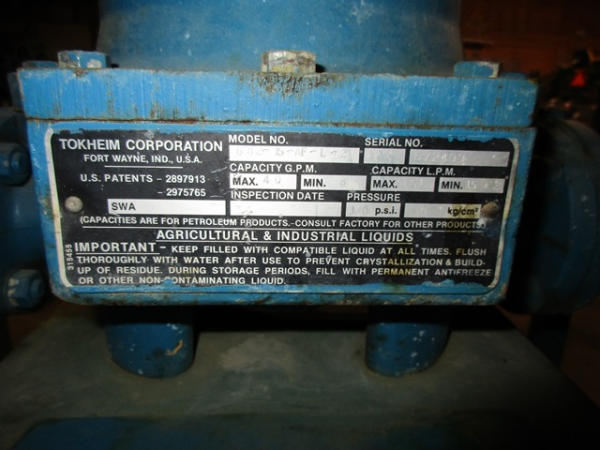 TOKHEIM CORPORATION
FORT WAYNE, IND., U.S.A.
U.S. PATENTS - 2897913
- 2975765
SWA
MODEL NO.
SERIAL NO.
CAPACITY G.P.M.
CAPACITY L.P.M.
MAX. 40 MIN.
MAX. MIN.
INSPECTION DATE PRESSURE
p.s.i. kg/cm²
(CAPACITIES ARE FOR PETROLEUM PRODUCTS - CONSULT FACTORY FOR OTHER PRODUCTS)
AGRICULTURAL & INDUSTRIAL LIQUIDS
IMPORTANT - KEEP FILLED WITH COMPATIBLE LIQUID AT ALL TIMES. FLUSH
THOROUGHLY WITH WATER AFTER USE TO PREVENT CRYSTALLIZATION & BUILD-
UP OF RESIDUE. DURING STORAGE PERIODS, FILL WITH PERMANENT ANTIFREEZE
OR OTHER NON-CONTAMINATING LIQUID.